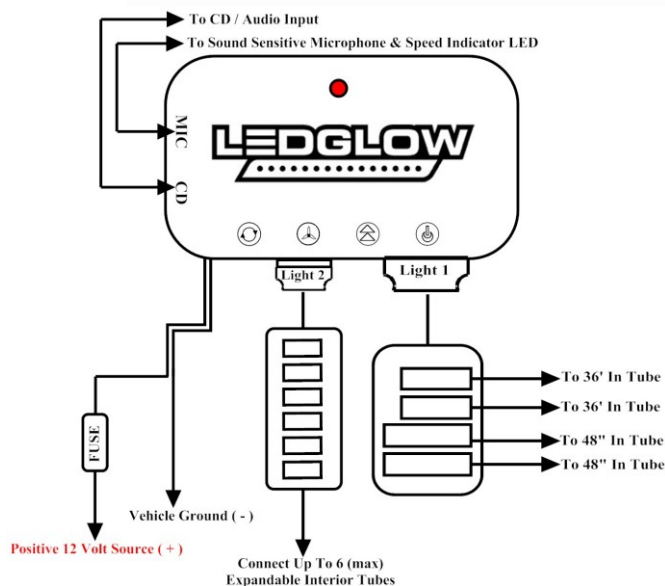 To CD / Audio Input
To Sound Sensitive Microphone & Speed Indicator LED
MIC
CD
LEDGLOW
Light 2
Light 1
To 36' In Tube
To 36' In Tube
To 48" In Tube
To 48" In Tube
FUSE
Vehicle Ground ( - )
Positive 12 Volt Source ( + )
Connect Up To 6 (max)
Expandable Interior Tubes